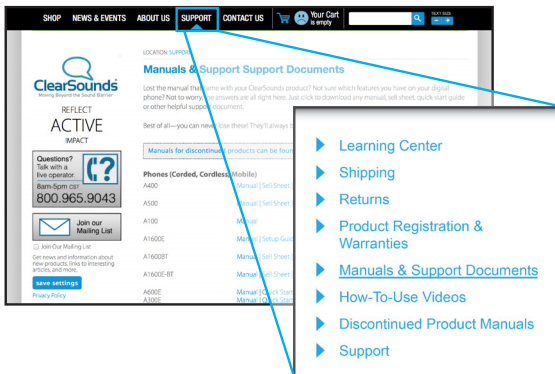 SHOP NEWS & EVENTS ABOUT US SUPPORT CONTACT US Your Cart
is empty
TEXT SIZE
LOCATION: SUPPORT
ClearSounds
Moving Beyond the Sound Barrier
REFLECT
ACTIVE
IMPACT
Questions?
Talk with a
live operator.
8am-5pm CST
800.965.9043
Join our
Mailing List
Join Our Mailing List
Get news and information about
new products, links to interesting
articles, and more.
save settings
Privacy Policy
Manuals & Support Support Documents
Lost the manual that came with your ClearSounds product? Not sure which features you have on your digital
phone? Not to worry, the answers are all right here. Just click to download any manual, sell sheet, quick start guide
or other helpful support document.
Best of all—you can never lose these! They'll always b
Manuals for discontinued products can be foun
Phones (Corded, Cordless, Mobile)
A400 Manual | Sell Sheet
A500 Manual | Sell Sheet
A100 Manual
A1600E Manual | Setup Guid
A1600BT Manual | Sell Sheet
A1600E-BT Manual | Sell Sheet
A600E Manual | Quick Start
A300E Manual | Quick Start
Learning Center
Shipping
Returns
Product Registration &
Warranties
Manuals & Support Documents
How-To-Use Videos
Discontinued Product Manuals
Support